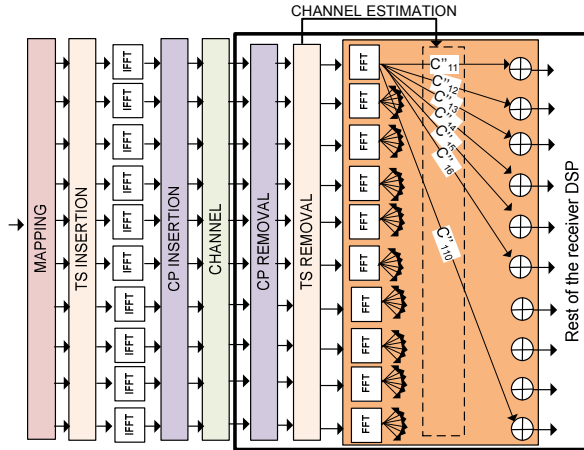 CHANNEL ESTIMATION
MAPPING
TS INSERTION
IFFT
IFFT
IFFT
IFFT
IFFT
IFFT
IFFT
IFFT
IFFT
IFFT
CP INSERTION
CHANNEL
CP REMOVAL
TS REMOVAL
FFT
FFT
FFT
FFT
FFT
FFT
FFT
FFT
FFT
FFT
C"11
C"12
C"13
C"14
C"15
C"16
C"110
Rest of the receiver DSP